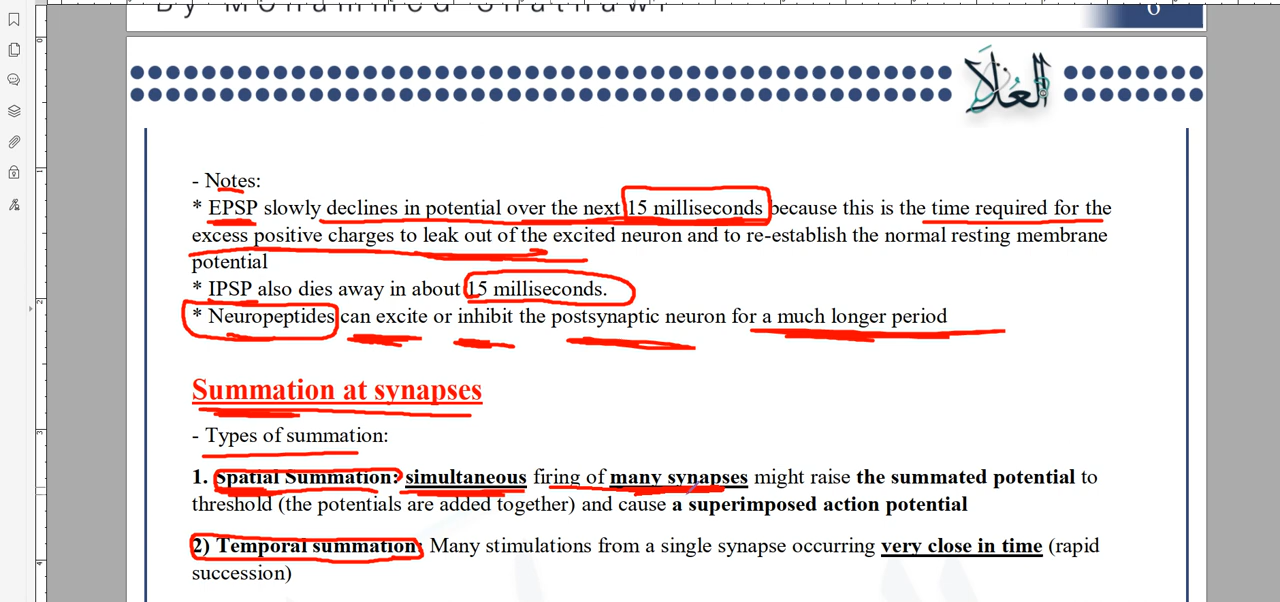 By Mohammed Shatnawi
6
العلا
- Notes:
* EPSP slowly declines in potential over the next 15 milliseconds because this is the time required for the
excess positive charges to leak out of the excited neuron and to re-establish the normal resting membrane
potential
* IPSP also dies away in about 15 milliseconds.
* Neuropeptides can excite or inhibit the postsynaptic neuron for a much longer period
Summation at synapses
- Types of summation:
1. Spatial Summation: simultaneous firing of many synapses might raise the summated potential to
threshold (the potentials are added together) and cause a superimposed action potential
2) Temporal summation: Many stimulations from a single synapse occurring very close in time (rapid
succession)